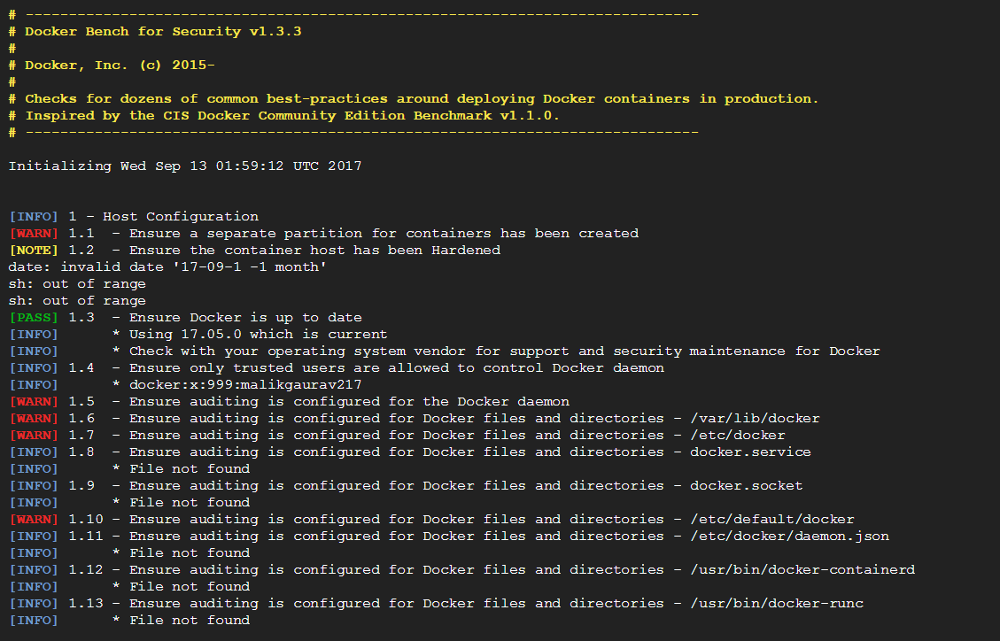 # ------------------------------------------------------------------------------
# Docker Bench for Security v1.3.3
#
# Docker, Inc. (c) 2015-
#
# Checks for dozens of common best-practices around deploying Docker containers in production.
# Inspired by the CIS Docker Community Edition Benchmark v1.1.0.
# ------------------------------------------------------------------------------
Initializing Wed Sep 13 01:59:12 UTC 2017
[INFO] 1 - Host Configuration
[WARN] 1.1  - Ensure a separate partition for containers has been created
[NOTE] 1.2  - Ensure the container host has been Hardened
date: invalid date '17-09-1 -1 month'
sh: out of range
sh: out of range
[PASS] 1.3  - Ensure Docker is up to date
[INFO]      * Using 17.05.0 which is current
[INFO]      * Check with your operating system vendor for support and security maintenance for Docker
[INFO] 1.4  - Ensure only trusted users are allowed to control Docker daemon
[INFO]      * docker:x:999:malikgaurav217
[WARN] 1.5  - Ensure auditing is configured for the Docker daemon
[WARN] 1.6  - Ensure auditing is configured for Docker files and directories - /var/lib/docker
[WARN] 1.7  - Ensure auditing is configured for Docker files and directories - /etc/docker
[INFO] 1.8  - Ensure auditing is configured for Docker files and directories - docker.service
[INFO]      * File not found
[INFO] 1.9  - Ensure auditing is configured for Docker files and directories - docker.socket
[INFO]      * File not found
[WARN] 1.10 - Ensure auditing is configured for Docker files and directories - /etc/default/docker
[INFO] 1.11 - Ensure auditing is configured for Docker files and directories - /etc/docker/daemon.json
[INFO]      * File not found
[INFO] 1.12 - Ensure auditing is configured for Docker files and directories - /usr/bin/docker-containerd
[INFO]      * File not found
[INFO] 1.13 - Ensure auditing is configured for Docker files and directories - /usr/bin/docker-runc
[INFO]      * File not found